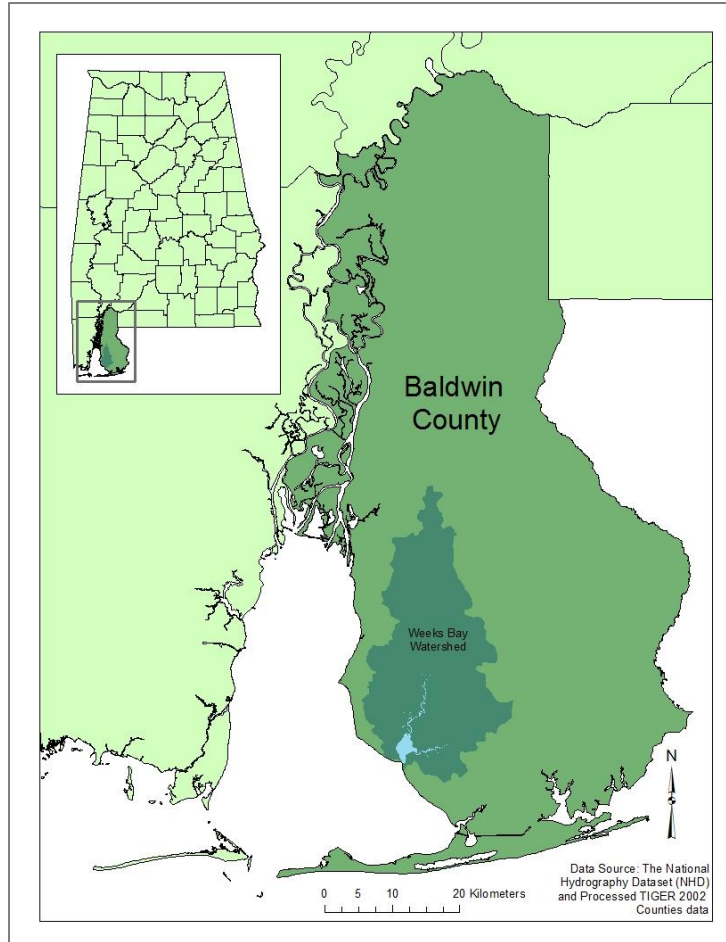 Baldwin
County
Weeks Bay
Watershed
N
0 5 10 20 Kilometers
Data Source: The National
Hydrography Dataset (NHD)
and Processed TIGER 2002
Counties data